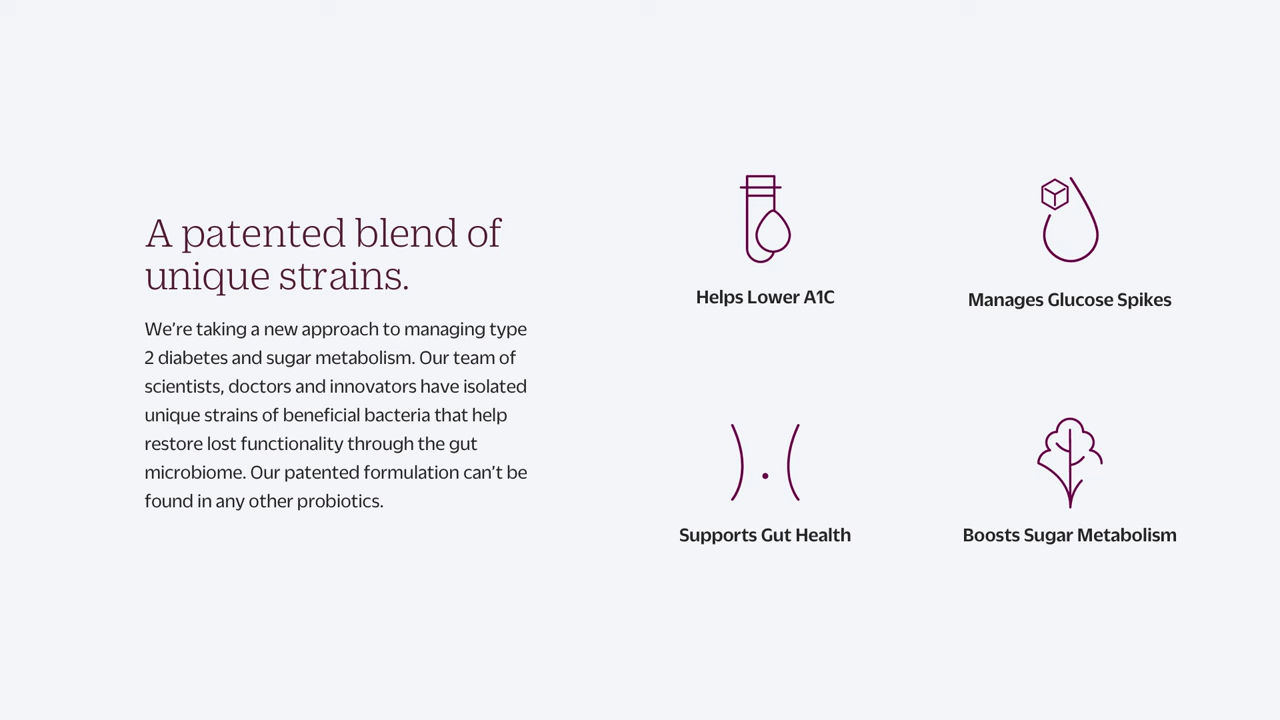 A patented blend of
unique strains.
We’re taking a new approach to managing type
2 diabetes and sugar metabolism. Our team of
scientists, doctors and innovators have isolated
unique strains of beneficial bacteria that help
restore lost functionality through the gut
microbiome. Our patented formulation can’t be
found in any other probiotics.
Helps Lower A1C
Manages Glucose Spikes
Supports Gut Health
Boosts Sugar Metabolism